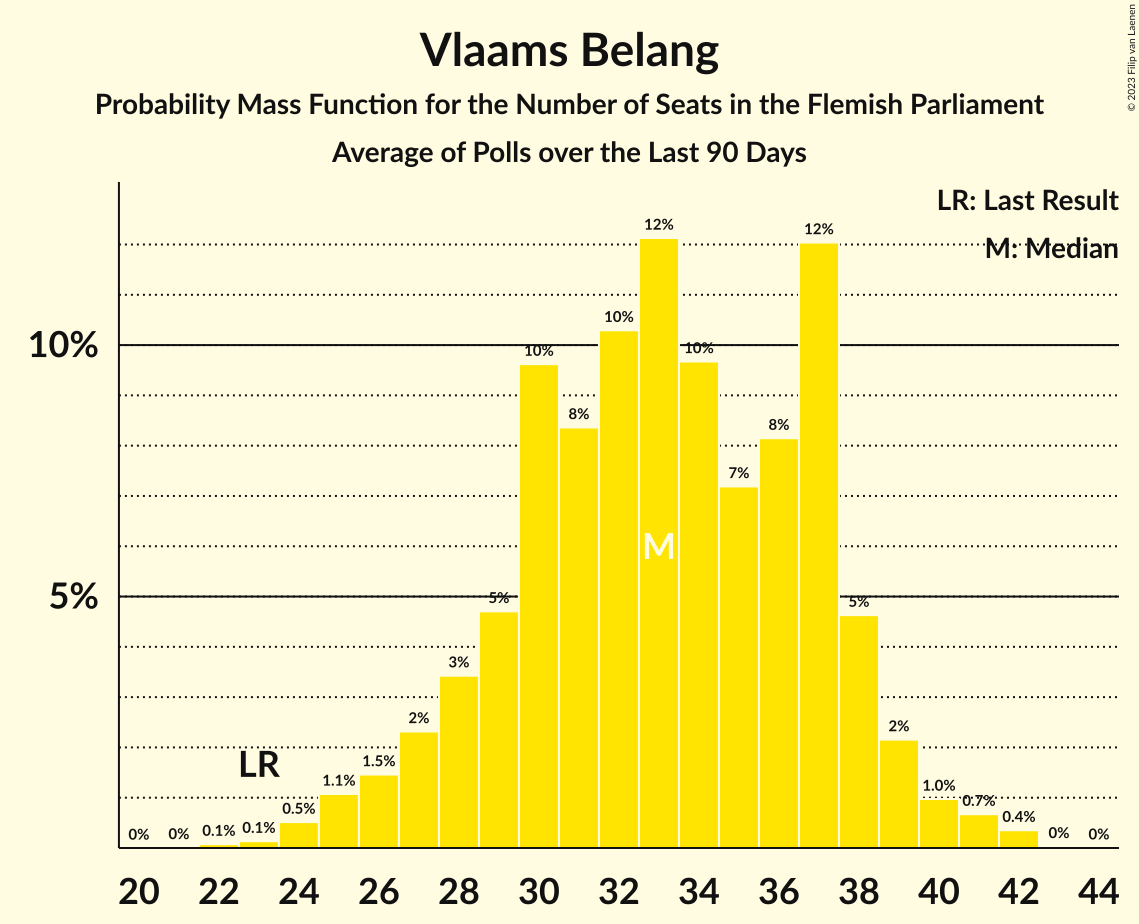 Vlaams Belang
Probability Mass Function for the Number of Seats in the Flemish Parliament
Average of Polls over the Last 90 Days
© 2023 Filip van Laenen
LR: Last Result
M: Median
10%
5%
0% 0% 0.1% 0.1% 0.5% 1.1% 1.5% 2% 3% 5% 10% 8% 10% 12% 10% 7% 8% 12% 5% 2% 1.0% 0.7% 0.4% 0% 0%
LR
M
20 22 24 26 28 30 32 34 36 38 40 42 44